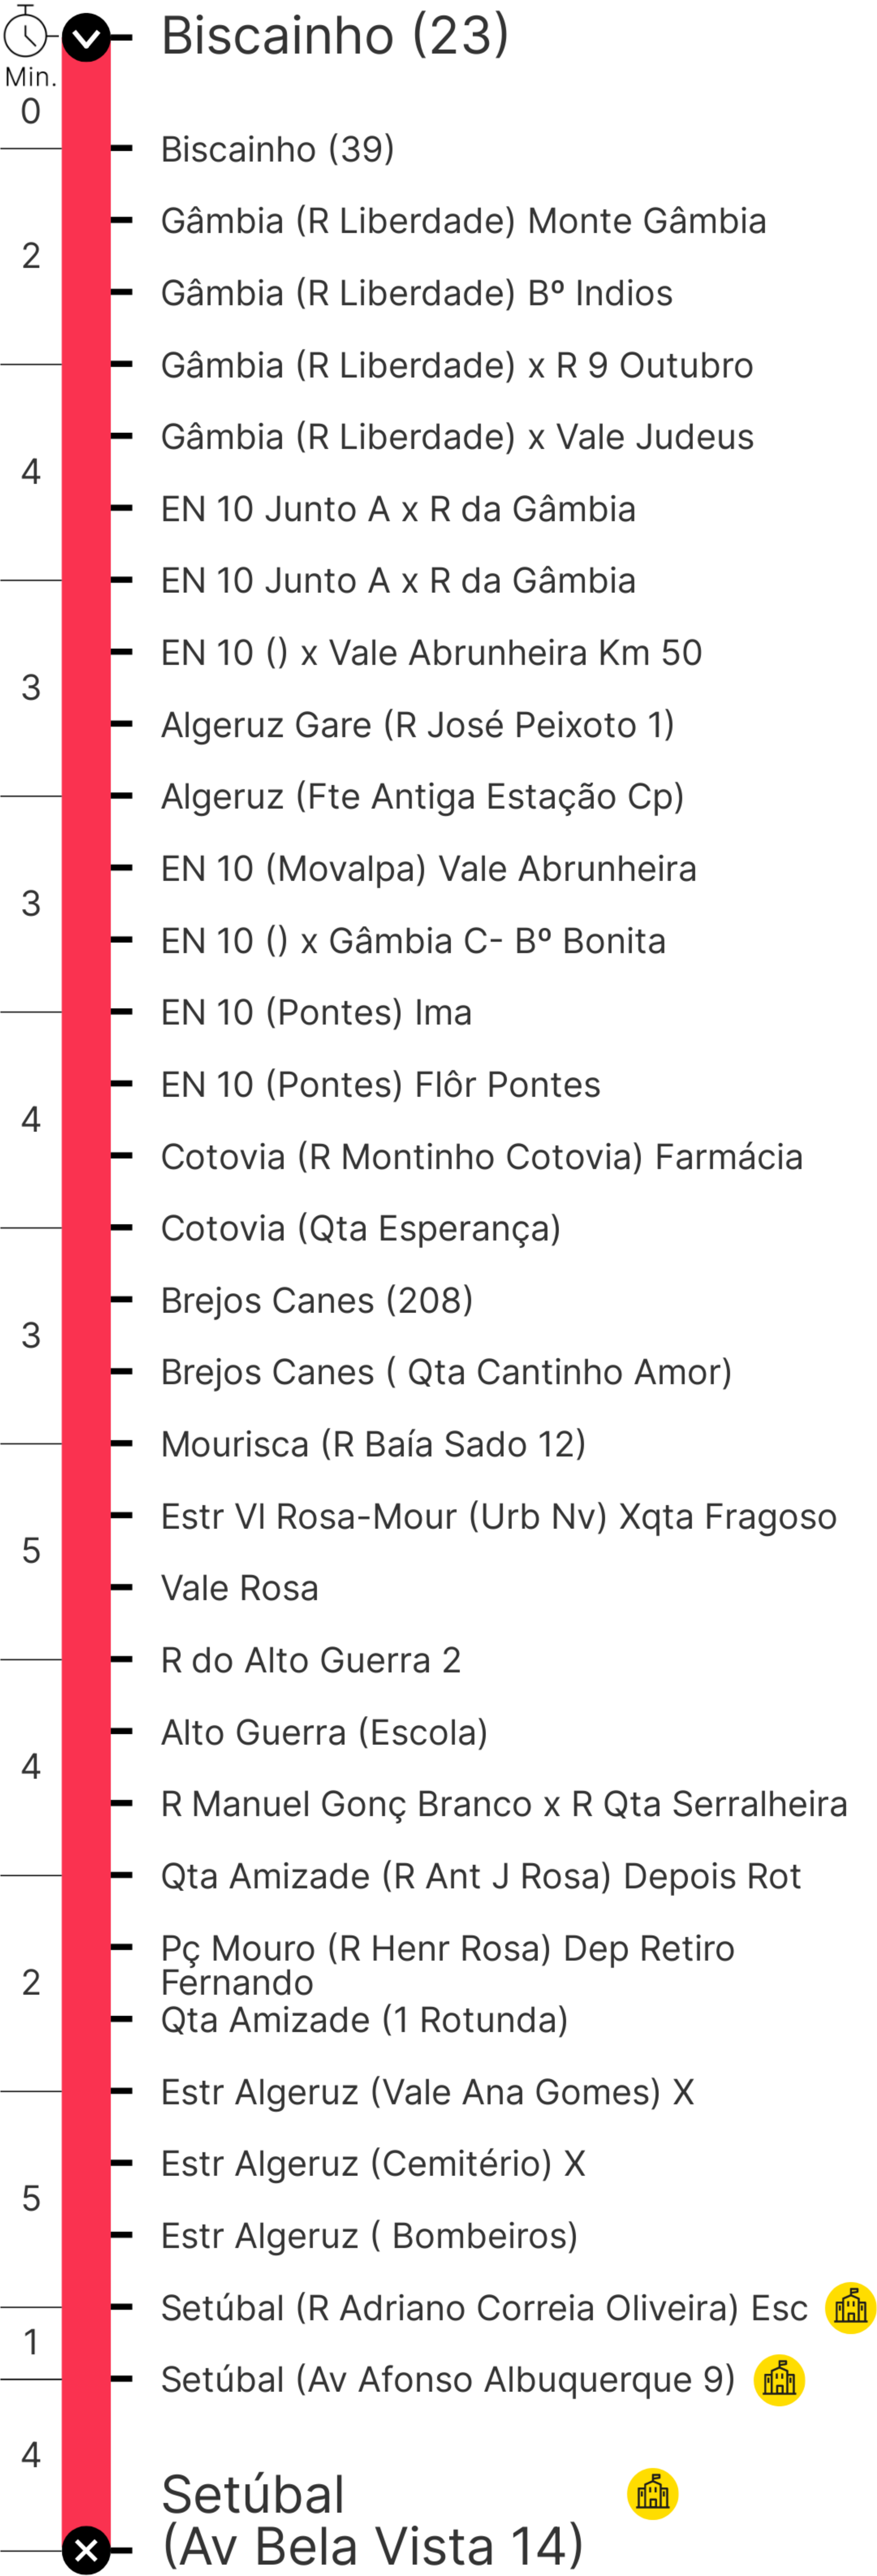 Biscainho (23)
Min.
0
Biscainho (39)
Gâmbia (R Liberdade) Monte Gâmbia
2
Gâmbia (R Liberdade) Bº Indios
Gâmbia (R Liberdade) x R 9 Outubro
Gâmbia (R Liberdade) x Vale Judeus
4
EN 10 Junto A x R da Gâmbia
EN 10 Junto A x R da Gâmbia
EN 10 () x Vale Abrunheira Km 50
3
Algeruz Gare (R José Peixoto 1)
Algeruz (Fte Antiga Estação Cp)
EN 10 (Movalpa) Vale Abrunheira
3
EN 10 () x Gâmbia C- Bº Bonita
EN 10 (Pontes) Ima
EN 10 (Pontes) Flôr Pontes
4
Cotovia (R Montinho Cotovia) Farmácia
Cotovia (Qta Esperança)
Brejos Canes (208)
3
Brejos Canes ( Qta Cantinho Amor)
Mourisca (R Baía Sado 12)
Estr Vl Rosa-Mour (Urb Nv) Xqta Fragoso
5
Vale Rosa
R do Alto Guerra 2
Alto Guerra (Escola)
4
R Manuel Gonç Branco x R Qta Serralheira
Qta Amizade (R Ant J Rosa) Depois Rot
Pç Mouro (R Henr Rosa) Dep Retiro
Fernando
2
Qta Amizade (1 Rotunda)
Estr Algeruz (Vale Ana Gomes) X
Estr Algeruz (Cemitério) X
5
Estr Algeruz ( Bombeiros)
Setúbal (R Adriano Correia Oliveira) Esc
1
Setúbal (Av Afonso Albuquerque 9)
4
Setúbal
(Av Bela Vista 14)